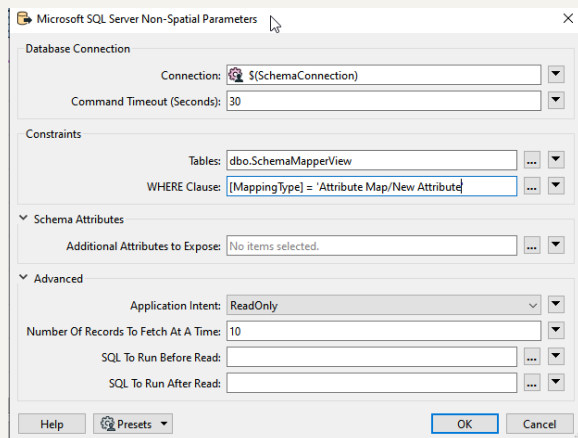 Microsoft SQL Server Non-Spatial Parameters
Database Connection
Connection: $(SchemaConnection)
Command Timeout (Seconds): 30
Constraints
Tables: dbo.SchemaMapperView ...
WHERE Clause: [MappingType] = 'Attribute Map/New Attribute' ...
Schema Attributes
Additional Attributes to Expose: No items selected. ...
Advanced
Application Intent: ReadOnly
Number Of Records To Fetch At A Time: 10
SQL To Run Before Read: ...
SQL To Run After Read: ...
Help Presets OK Cancel